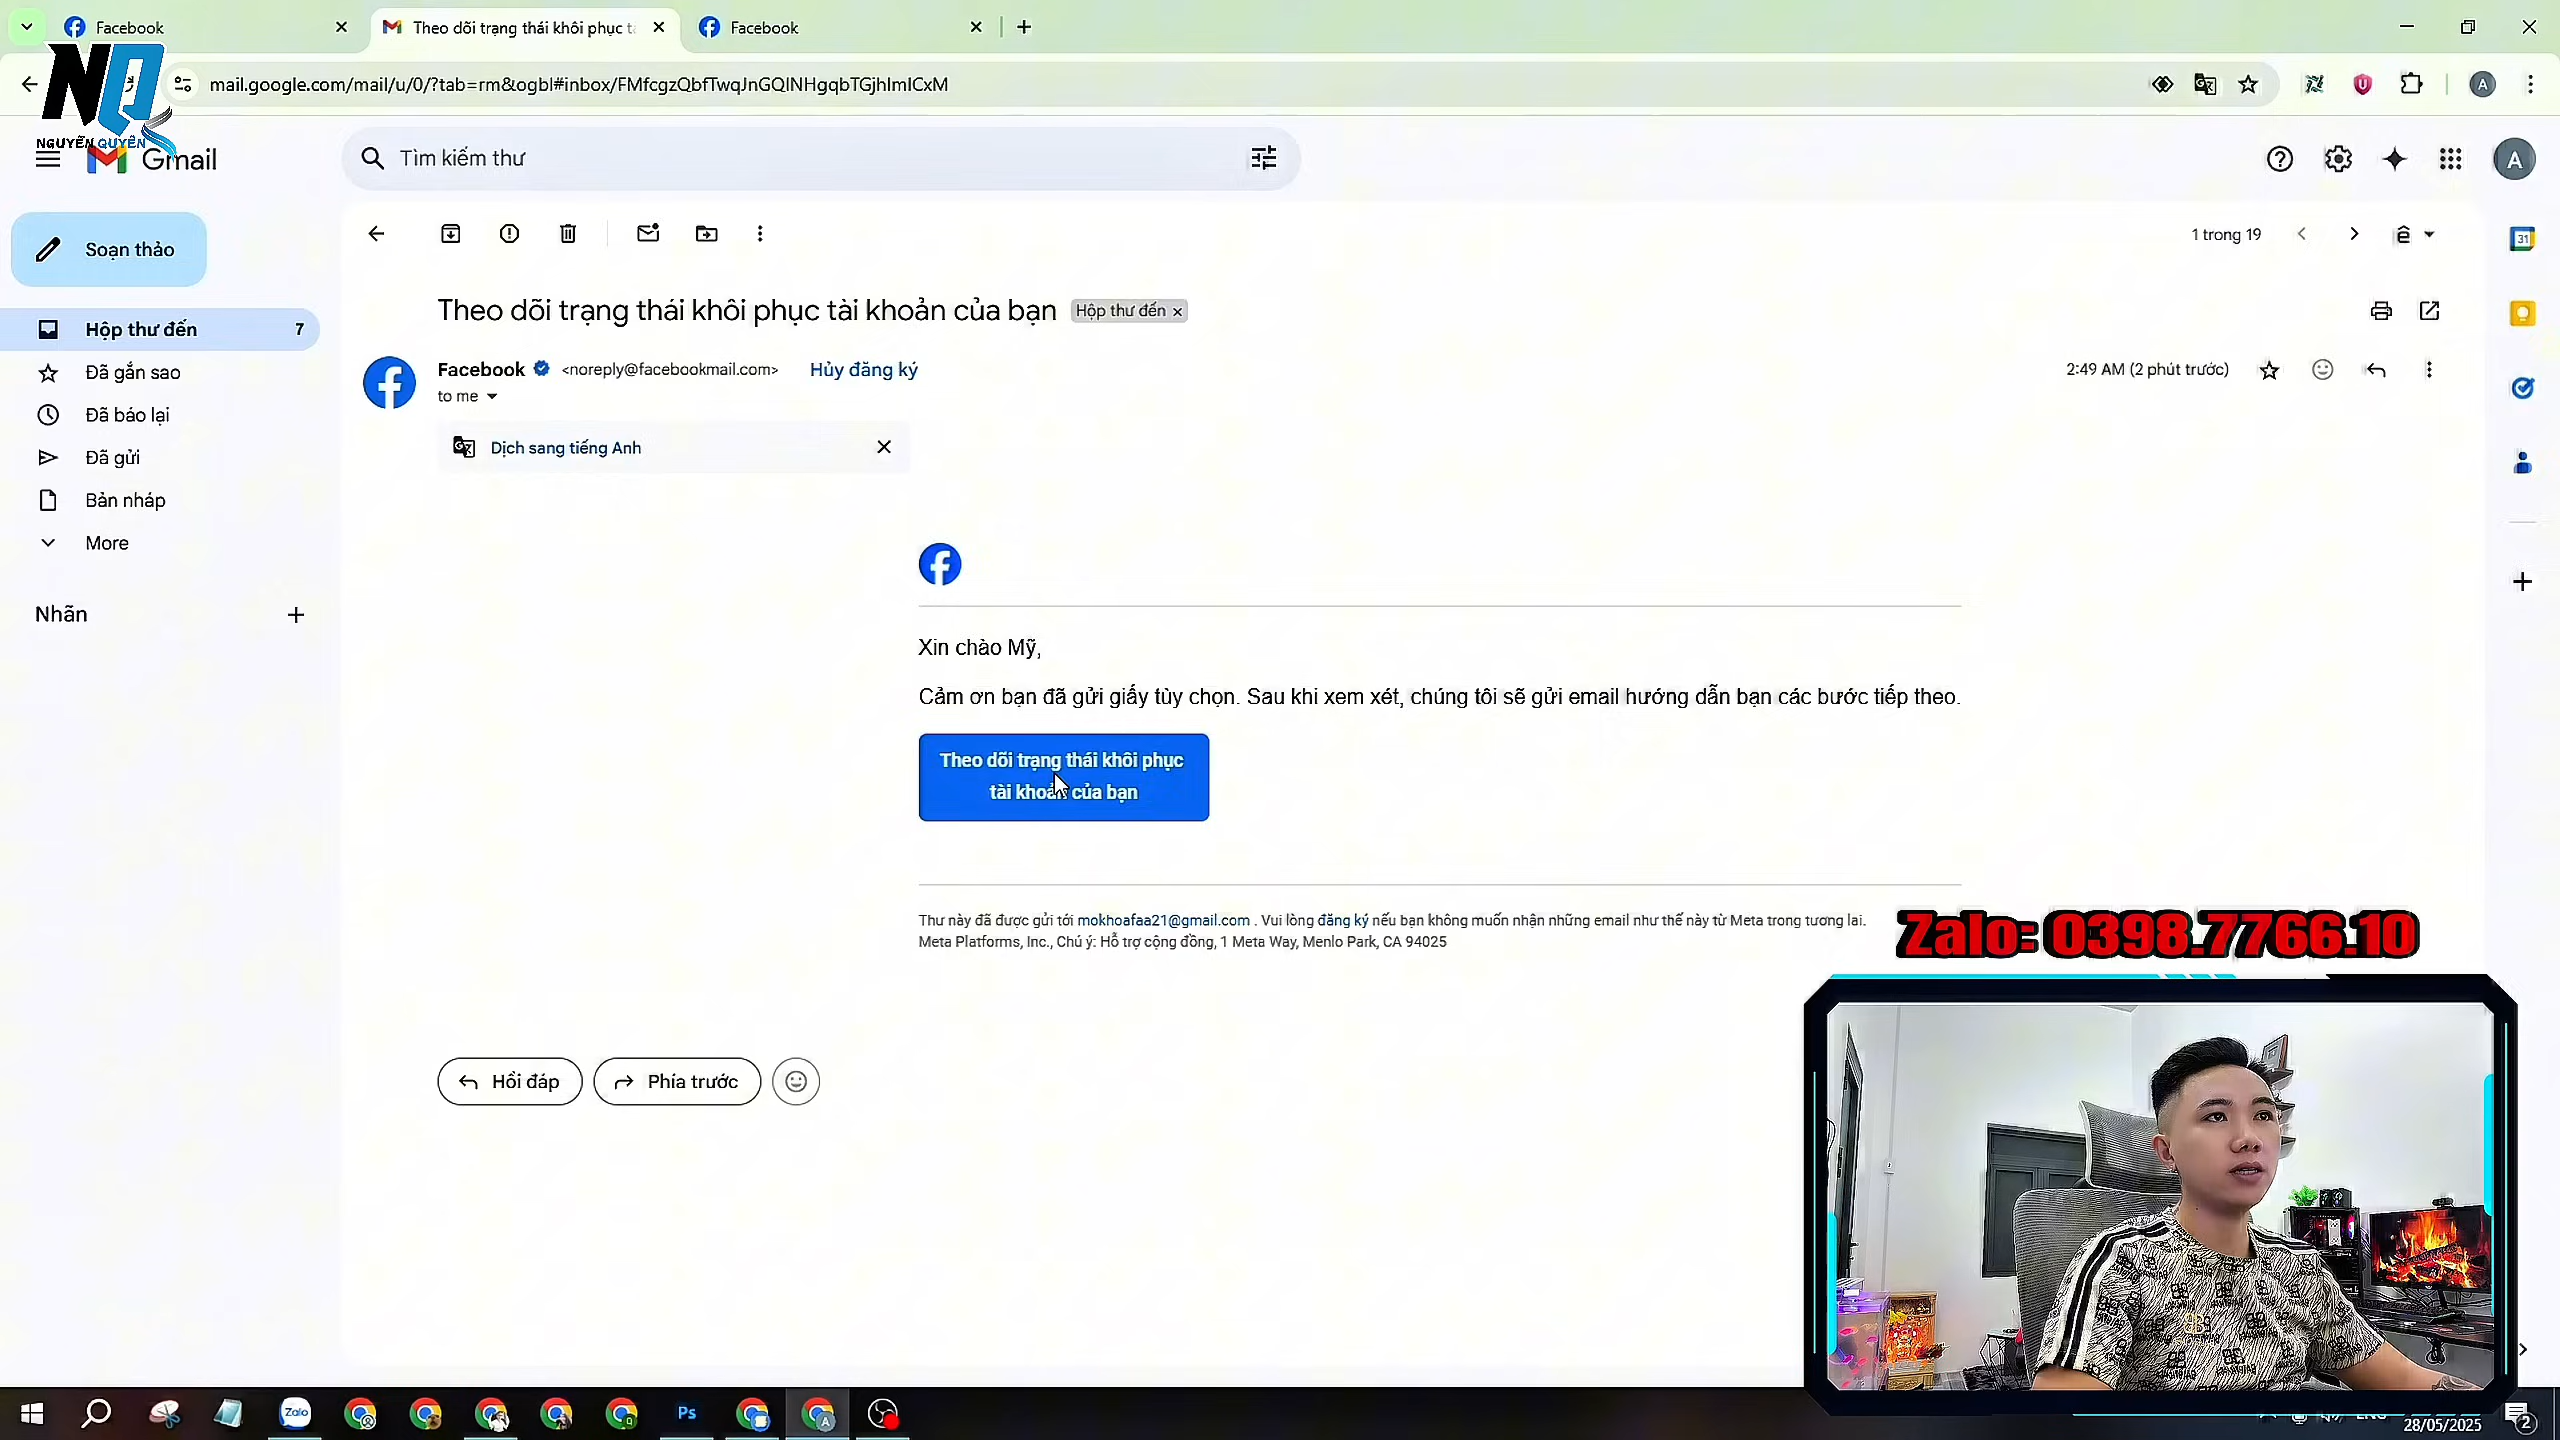 Facebook
Theo dõi trạng thái khôi phục tà
Facebook
mail.google.com/mail/u/0/?tab=rm&ogbl#inbox/FMfcgzQbfTwqJnGQlNHgqbTGjhlmlCxM
NQ
NGUYỄN QUYỀN
Gmail
Tìm kiếm thư
A
Soạn thảo
1 trong 19
Hộp thư đến 7
Đã gắn sao
Đã báo lại
Đã gửi
Bản nháp
More
Nhãn
Theo dõi trạng thái khôi phục tài khoản của bạn Hộp thư đến
Facebook <noreply@facebookmail.com> Hủy đăng ký
2:49 AM (2 phút trước)
to me
Dịch sang tiếng Anh
Xin chào Mỹ,
Cảm ơn bạn đã gửi giấy tùy chọn. Sau khi xem xét, chúng tôi sẽ gửi email hướng dẫn bạn các bước tiếp theo.
Theo dõi trạng thái khôi phục
tài khoản của bạn
Thư này đã được gửi tới mokhoafaa21@gmail.com . Vui lòng đăng ký nếu bạn không muốn nhận những email như thế này từ Meta trong tương lai.
Meta Platforms, Inc., Chú ý: Hỗ trợ cộng đồng, 1 Meta Way, Menlo Park, CA 94025
Zalo: 0398.7766.10
Hồi đáp
Phía trước
Zalo
Ps
28/05/2025
2